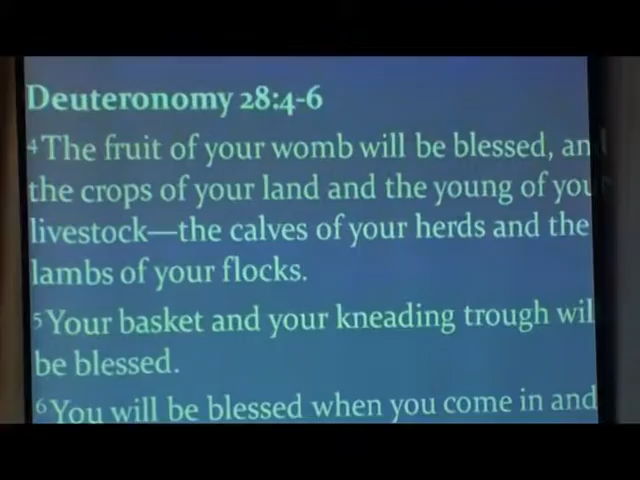 Deuteronomy 28:4-6
4 The fruit of your womb will be blessed, an
the crops of your land and the young of you
livestock—the calves of your herds and the
lambs of your flocks.
5 Your basket and your kneading trough wil
be blessed.
6 You will be blessed when you come in and